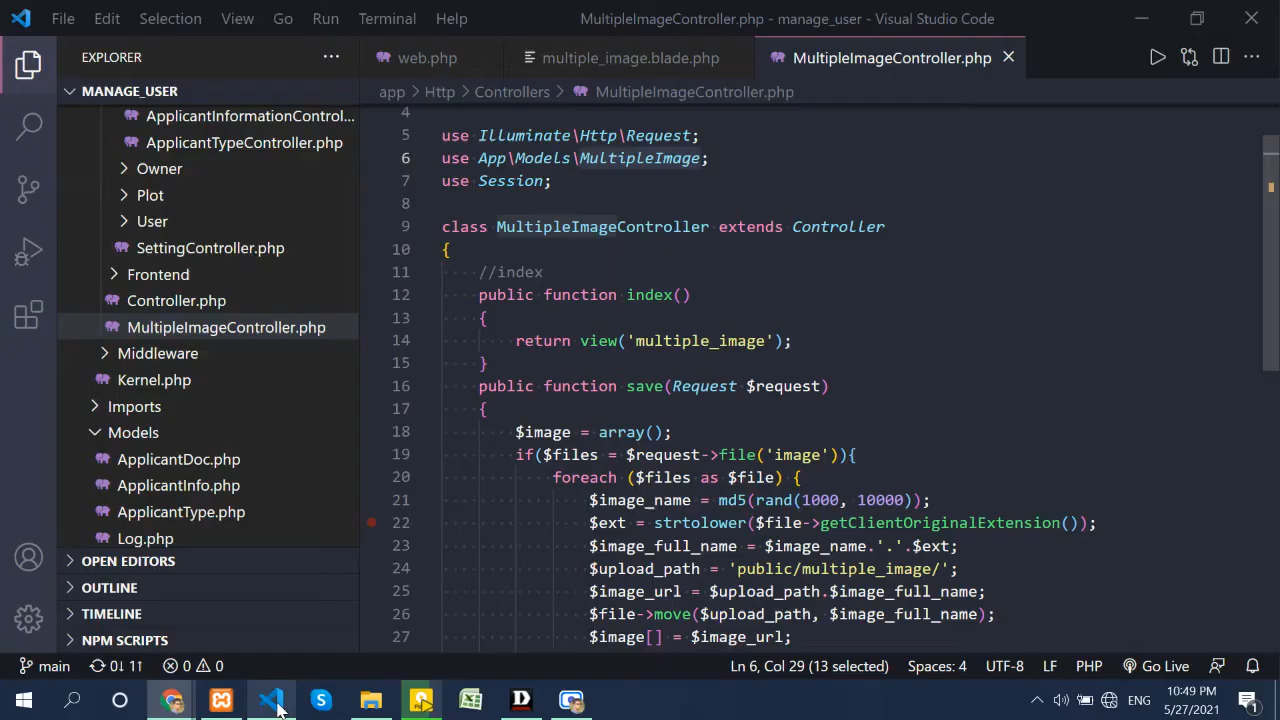 File Edit Selection View Go Run Terminal Help MultipleImageController.php - manage_user - Visual Studio Code
EXPLORER
web.php multiple_image.blade.php MultipleImageController.php
MANAGE_USER
app > Http > Controllers > MultipleImageController.php
ApplicantInformationControl...
ApplicantTypeController.php
Owner
Plot
User
SettingController.php
Frontend
Controller.php
MultipleImageController.php
Middleware
Kernel.php
Imports
Models
ApplicantDoc.php
ApplicantInfo.php
ApplicantType.php
Log.php
OPEN EDITORS
OUTLINE
TIMELINE
NPM SCRIPTS
4
5 use Illuminate\Http\Request;
6 use App\Models\MultipleImage;
7 use Session;
8
9 class MultipleImageController extends Controller
10 {
11 //index
12 public function index()
13 {
14 return view('multiple_image');
15 }
16 public function save(Request $request)
17 {
18 $image = array();
19 if($files = $request->file('image')){
20 foreach ($files as $file) {
21 $image_name = md5(rand(1000, 10000));
22 $ext = strtolower($file->getClientOriginalExtension());
23 $image_full_name = $image_name.'.'.$ext;
24 $upload_path = 'public/multiple_image/';
25 $image_url = $upload_path.$image_full_name;
26 $file->move($upload_path, $image_full_name);
27 $image[] = $image_url;
main 0↓ 1↑ 0 0 Ln 6, Col 29 (13 selected) Spaces: 4 UTF-8 LF PHP Go Live
ENG 10:49 PM
5/27/2021
1